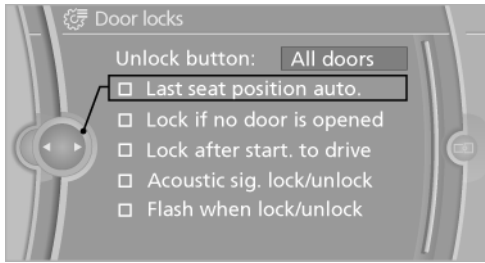 Door locks
Unlock button: All doors
Last seat position auto.
Lock if no door is opened
Lock after start. to drive
Acoustic sig. lock/unlock
Flash when lock/unlock